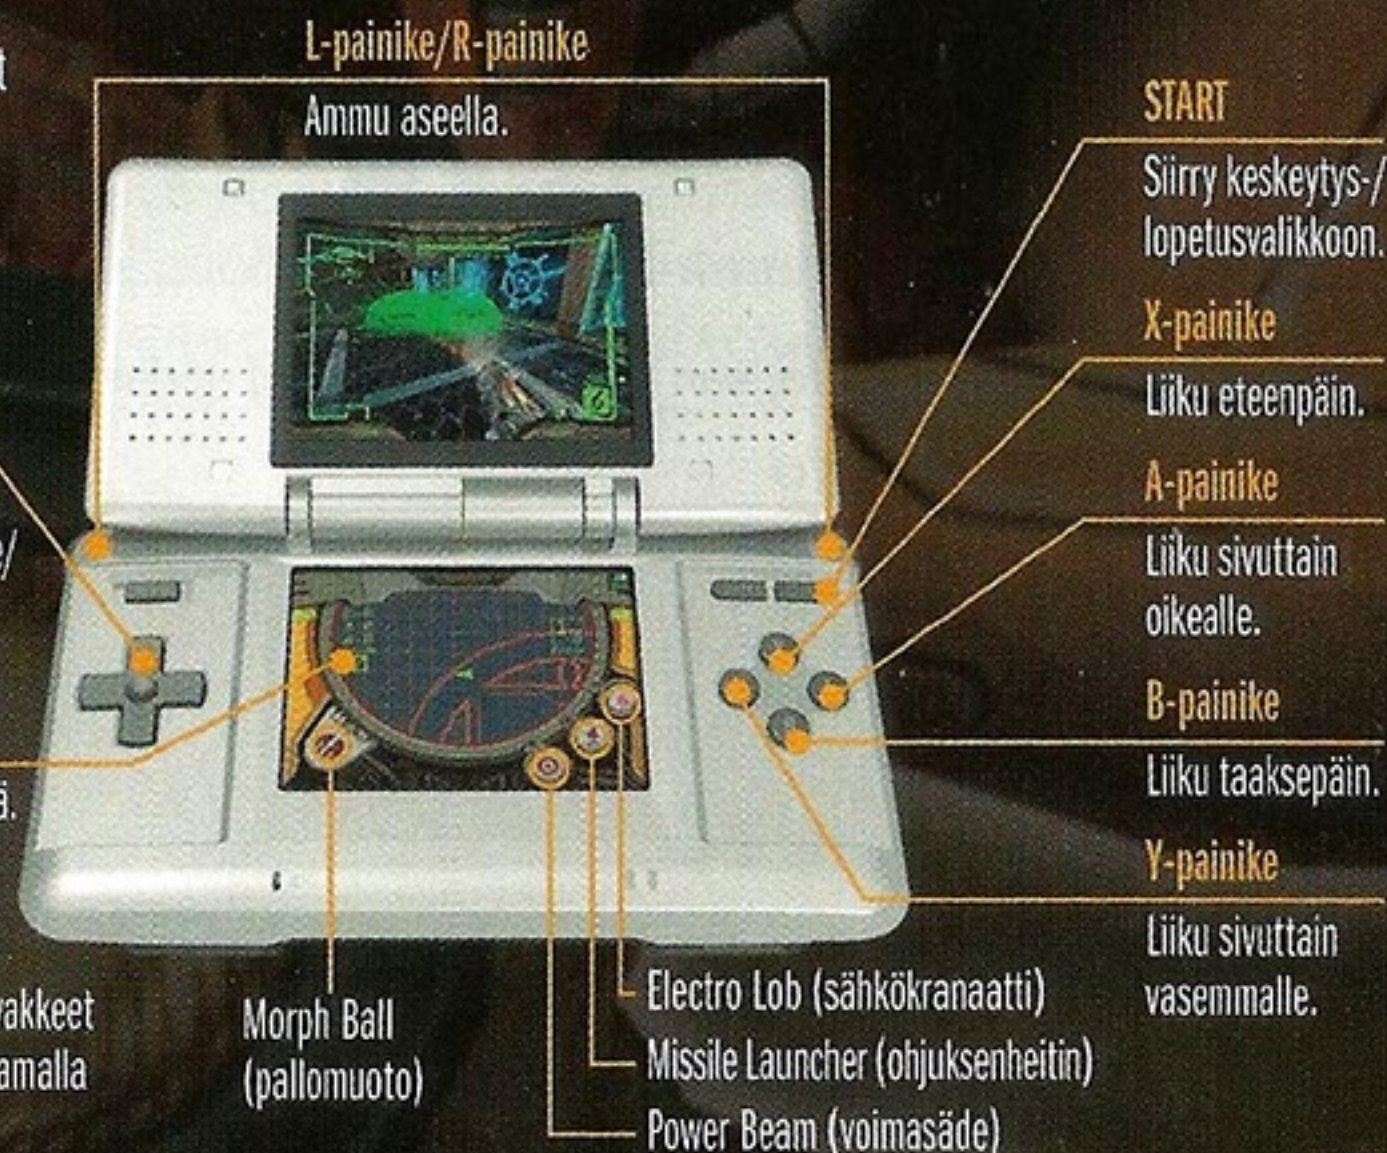 L-painike/R-painike
Ammu aseella.
START
Siirry keskeytys-/
lopetusvalikkoon.
X-painike
Liiku eteenpäin.
A-painike
Liiku sivuttain
oikealle.
B-painike
Liiku taaksepäin.
Y-painike
Liiku sivuttain
vasemmalle.
Morph Ball
(pallomuoto)
Electro Lob (sähkökranaatti)
Missile Launcher (ohjuksenheitin)
Power Beam (voimasäde)